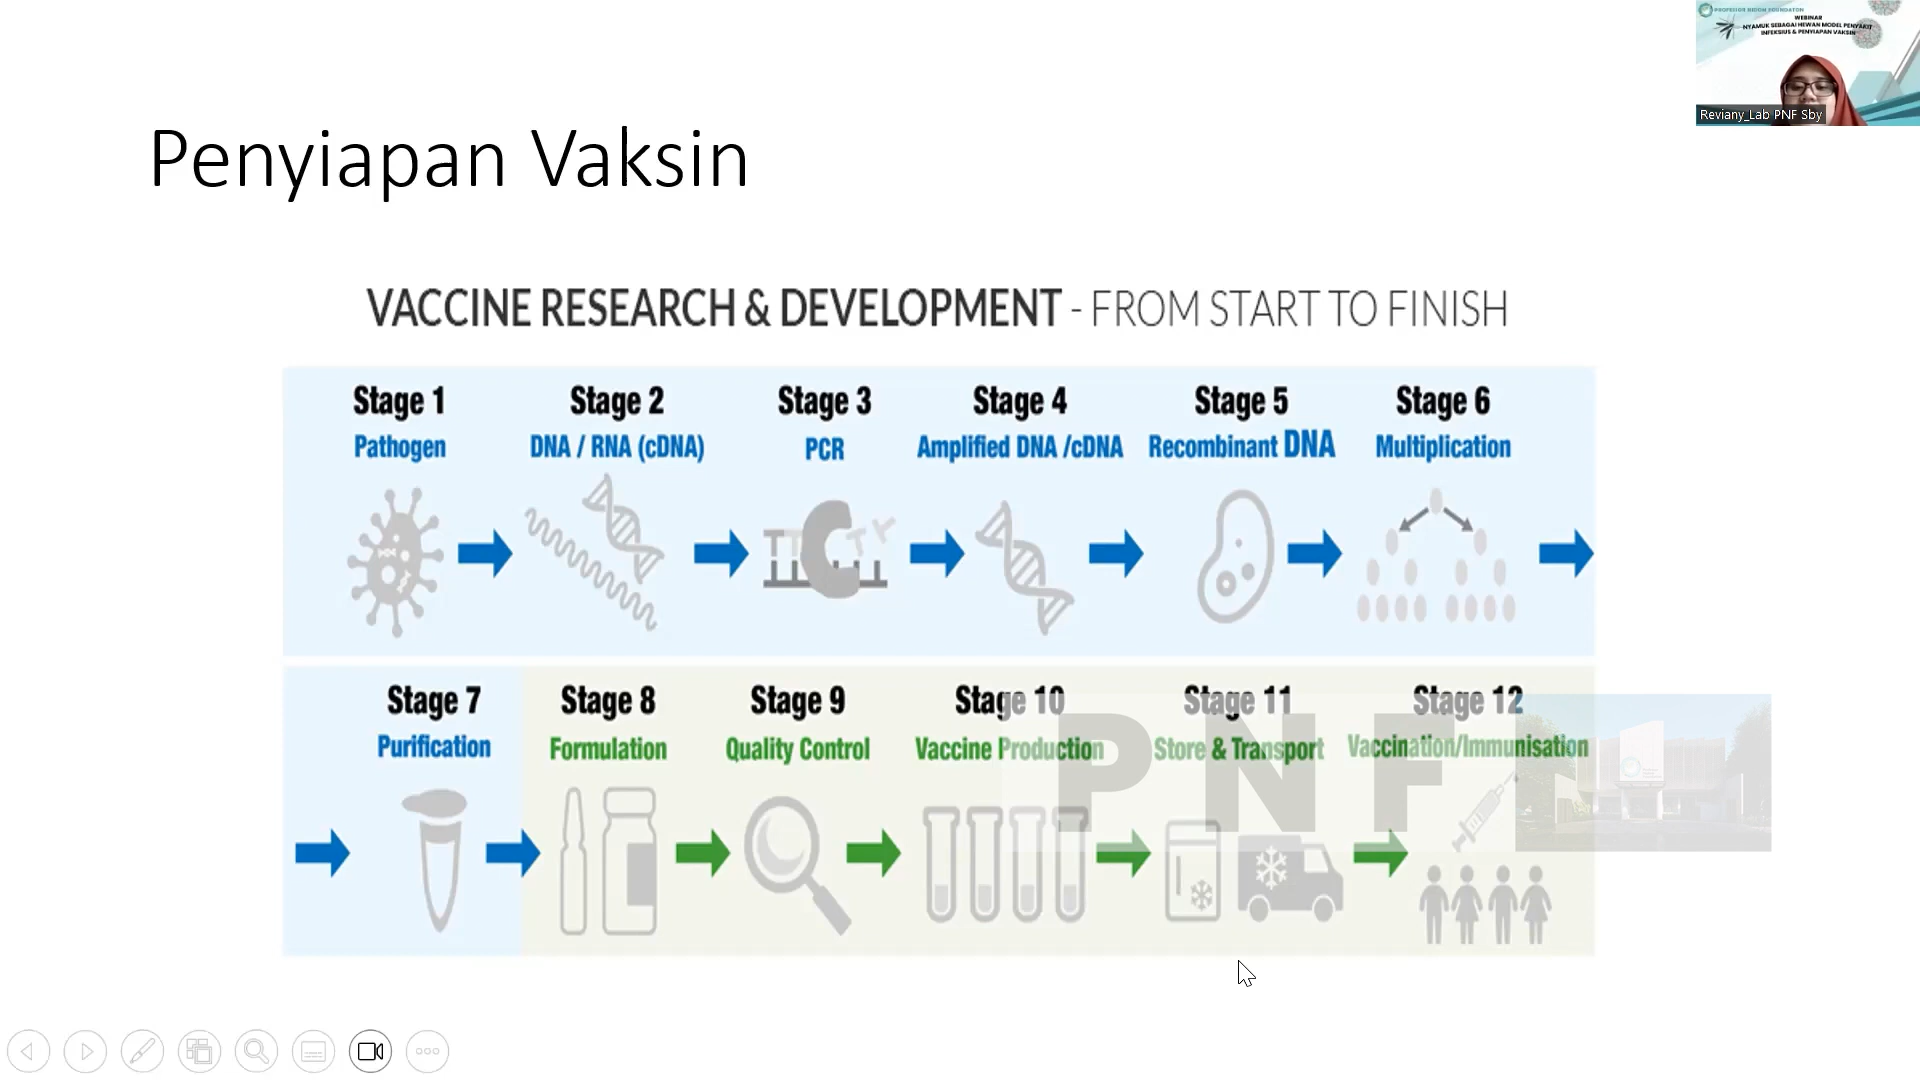 PROFESSOR NIDOM FOUNDATION
WEBINAR
NYAMUK SEBAGAI HEWAN MODEL PENYAKIT
INFEKSIUS & PENYIAPAN VAKSIN
Reviany_Lab PNF Sby
Penyiapan Vaksin
VACCINE RESEARCH & DEVELOPMENT - FROM START TO FINISH
Stage 1
Pathogen
Stage 2
DNA / RNA (cDNA)
Stage 3
PCR
Stage 4
Amplified DNA /cDNA
Stage 5
Recombinant DNA
Stage 6
Multiplication
Stage 7
Purification
Stage 8
Formulation
Stage 9
Quality Control
Stage 10
Vaccine Production
Stage 11
Store & Transport
Stage 12
Vaccination/Immunisation
PNF